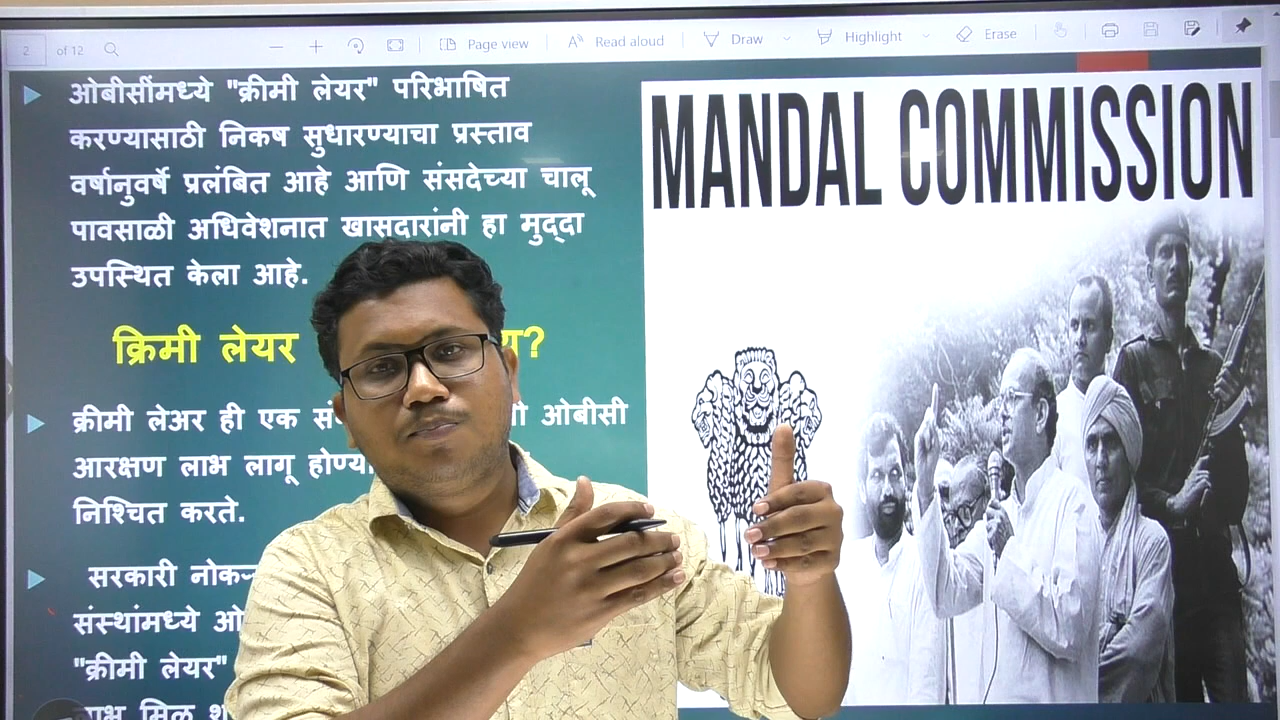 2 of 12 Page view Read aloud Draw Highlight Erase
ओबीसींमध्ये "क्रीमी लेयर" परिभाषित
करण्यासाठी निकष सुधारण्याचा प्रस्ताव
वर्षानुवर्षे प्रलंबित आहे आणि संसदेच्या चालू
पावसाळी अधिवेशनात खासदारांनी हा मुद्दा
उपस्थित केला आहे.
क्रिमी लेयर
क्रीमी लेअर ही एक ओबीसी
आरक्षण लाभ लागू
निश्चित करते.
सरकारी
संस्थांमध्ये
"क्रीमी लेयर"
MANDAL COMMISSION